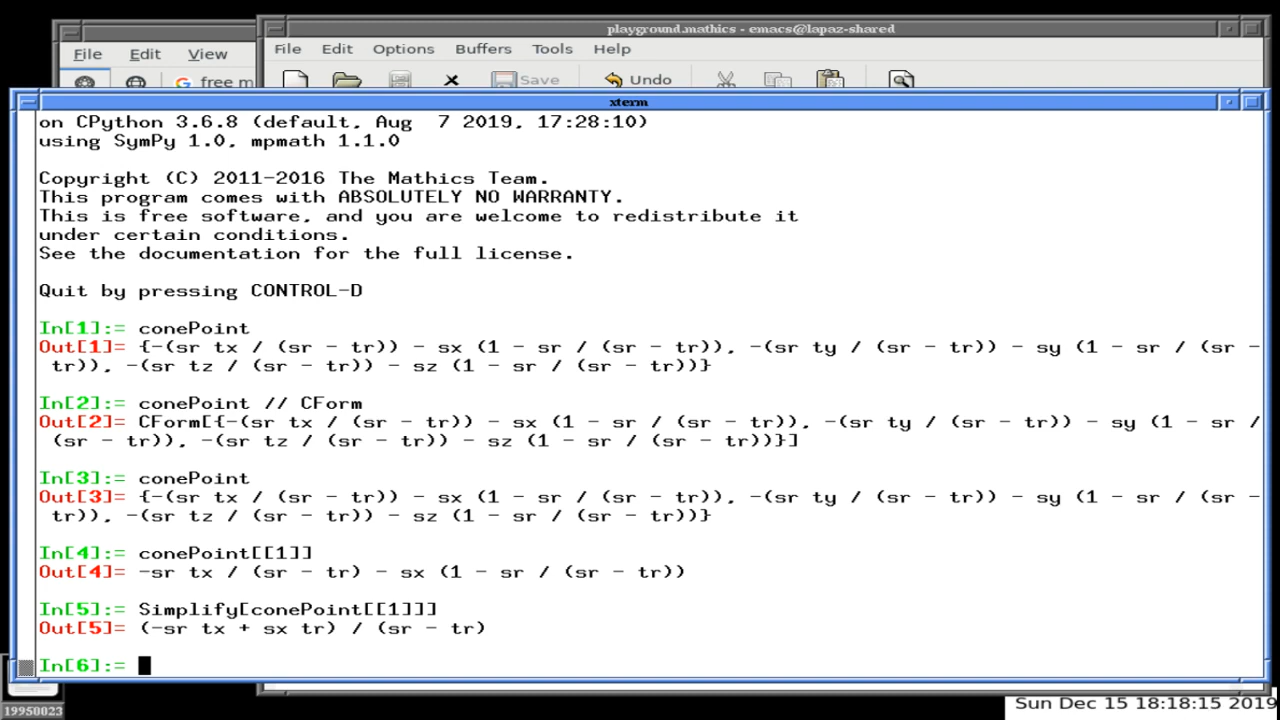 playground.mathics - emacs@lapaz-shared
File Edit View
File Edit Options Buffers Tools Help
free m
Save Undo
xterm
on CPython 3.6.8 (default, Aug  7 2019, 17:28:10)
using SymPy 1.0, mpmath 1.1.0
Copyright (C) 2011-2016 The Mathics Team.
This program comes with ABSOLUTELY NO WARRANTY.
This is free software, and you are welcome to redistribute it
under certain conditions.
See the documentation for the full license.
Quit by pressing CONTROL-D
In[1]:= conePoint
Out[1]= {-(sr tx / (sr - tr)) - sx (1 - sr / (sr - tr)), -(sr ty / (sr - tr)) - sy (1 - sr / (sr -
tr)), -(sr tz / (sr - tr)) - sz (1 - sr / (sr - tr))}
In[2]:= conePoint // CForm
Out[2]= CForm[{-(sr tx / (sr - tr)) - sx (1 - sr / (sr - tr)), -(sr ty / (sr - tr)) - sy (1 - sr /
(sr - tr)), -(sr tz / (sr - tr)) - sz (1 - sr / (sr - tr))}]
In[3]:= conePoint
Out[3]= {-(sr tx / (sr - tr)) - sx (1 - sr / (sr - tr)), -(sr ty / (sr - tr)) - sy (1 - sr / (sr -
tr)), -(sr tz / (sr - tr)) - sz (1 - sr / (sr - tr))}
In[4]:= conePoint[[1]]
Out[4]= -sr tx / (sr - tr) - sx (1 - sr / (sr - tr))
In[5]:= Simplify[conePoint[[1]]]
Out[5]= (-sr tx + sx tr) / (sr - tr)
In[6]:=
19950023
Sun Dec 15 18:18:15 2019